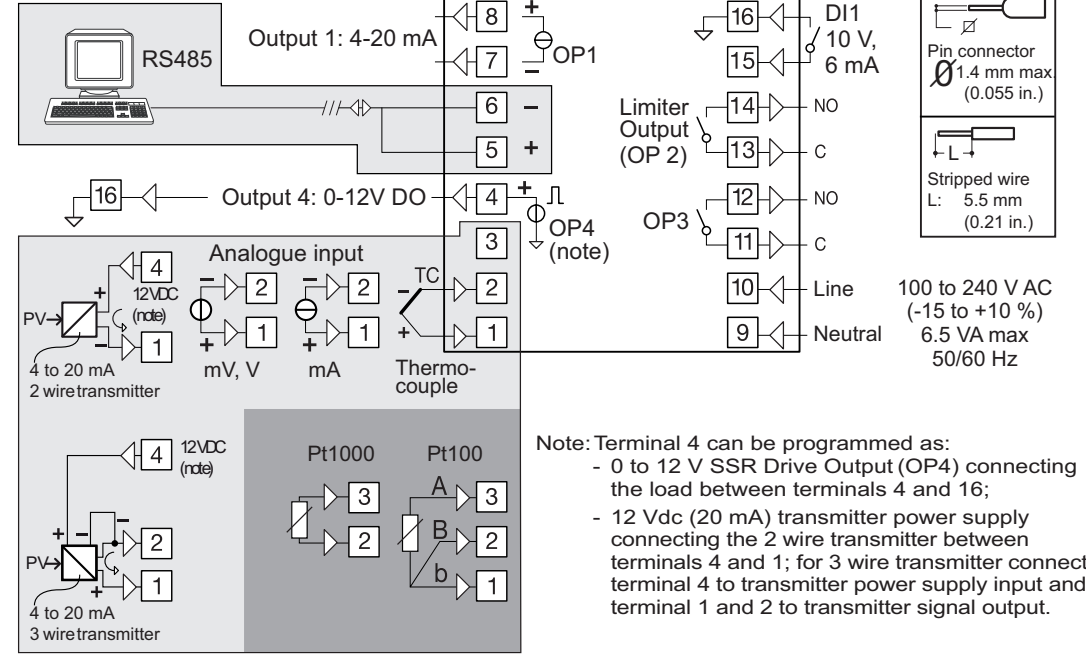 RS485
Output 1: 4-20 mA
8
7
+
−
OP1
6
−
5
+
16
Output 4: 0-12V DO
4
+
OP4
(note)
3
2
1
TC
−
+
Thermo-
couple
Analogue input
−
2
+
1
mV, V
−
2
+
1
mA
PV
+
−
4
12VDC
(note)
1
4 to 20 mA
2 wire transmitter
4
12VDC
(note)
PV
+
−
−
2
+
1
4 to 20 mA
3 wire transmitter
Pt1000
3
2
Pt100
A
3
B
2
b
1
16
15
DI1
10 V,
6 mA
Limiter
Output
(OP 2)
14
NO
13
C
OP3
12
NO
11
C
10
Line
9
Neutral
Pin connector
Ø 1.4 mm max.
(0.055 in.)
L
Stripped wire
L: 5.5 mm
(0.21 in.)
100 to 240 V AC
(-15 to +10 %)
6.5 VA max
50/60 Hz
Note: Terminal 4 can be programmed as:
- 0 to 12 V SSR Drive Output (OP4) connecting
the load between terminals 4 and 16;
- 12 Vdc (20 mA) transmitter power supply
connecting the 2 wire transmitter between
terminals 4 and 1; for 3 wire transmitter connect
terminal 4 to transmitter power supply input and
terminal 1 and 2 to transmitter signal output.